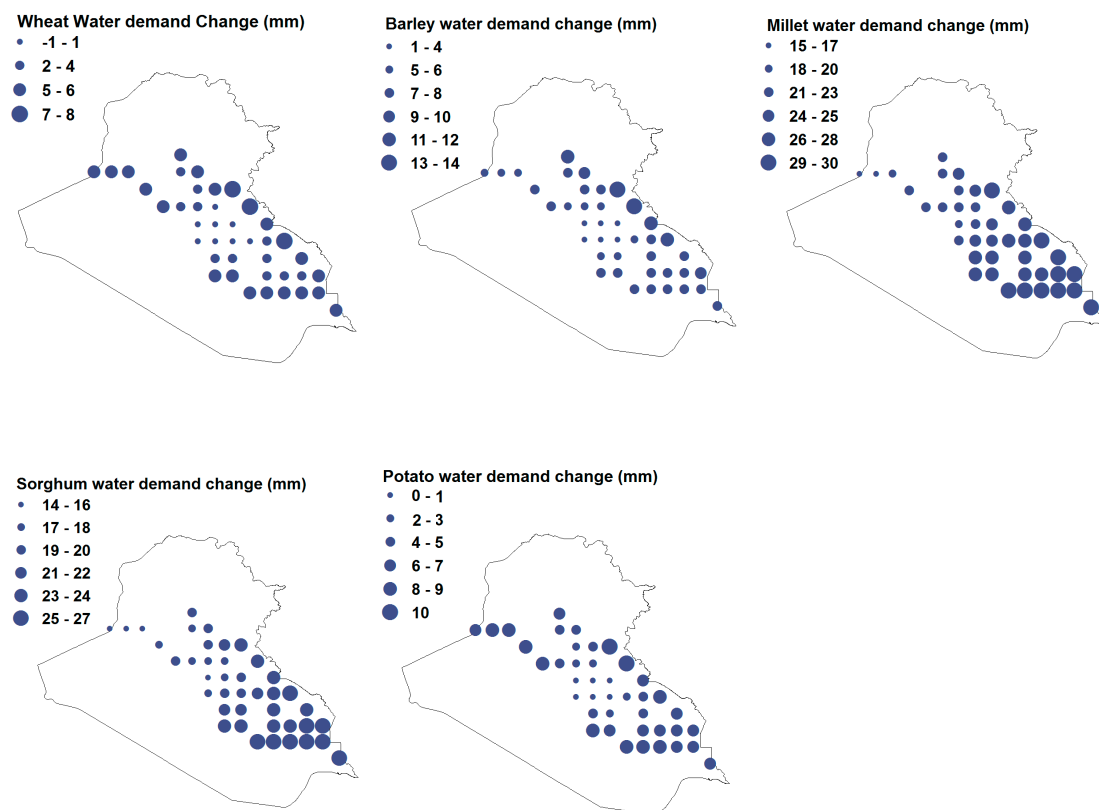 Wheat Water demand Change (mm)
-1 - 1
2 - 4
5 - 6
7 - 8
Barley water demand change (mm)
1 - 4
5 - 6
7 - 8
9 - 10
11 - 12
13 - 14
Millet water demand change (mm)
15 - 17
18 - 20
21 - 23
24 - 25
26 - 28
29 - 30
Sorghum water demand change (mm)
14 - 16
17 - 18
19 - 20
21 - 22
23 - 24
25 - 27
Potato water demand change (mm)
0 - 1
2 - 3
4 - 5
6 - 7
8 - 9
10